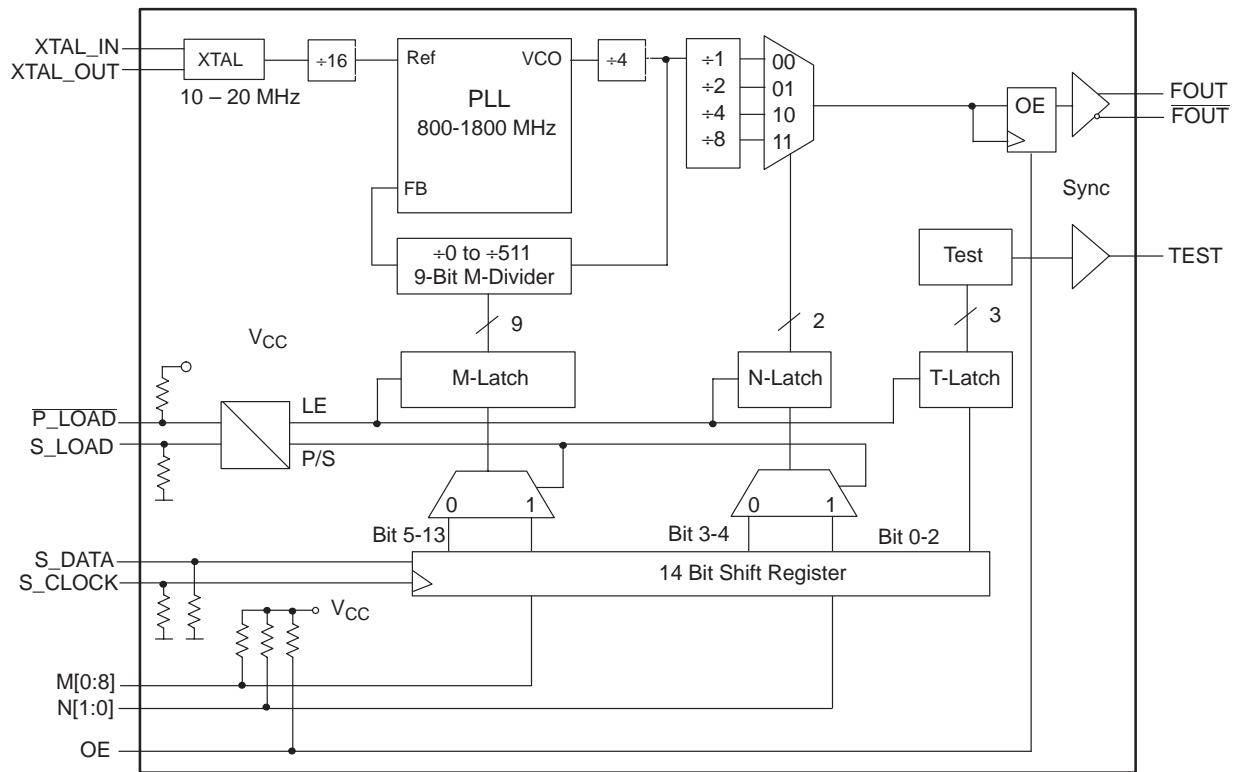 XTAL_IN
XTAL_OUT
XTAL
10 – 20 MHz
÷16
Ref
VCO
PLL
800-1800 MHz
FB
÷4
÷1
÷2
÷4
÷8
00
01
10
11
OE
FOUT
FOUT
Sync
÷0 to ÷511
9-Bit M-Divider
Test
TEST
9
2
3
VCC
M-Latch
N-Latch
T-Latch
P_LOAD
S_LOAD
LE
P/S
0
1
0
1
Bit 5-13
Bit 3-4
Bit 0-2
S_DATA
S_CLOCK
14 Bit Shift Register
VCC
M[0:8]
N[1:0]
OE